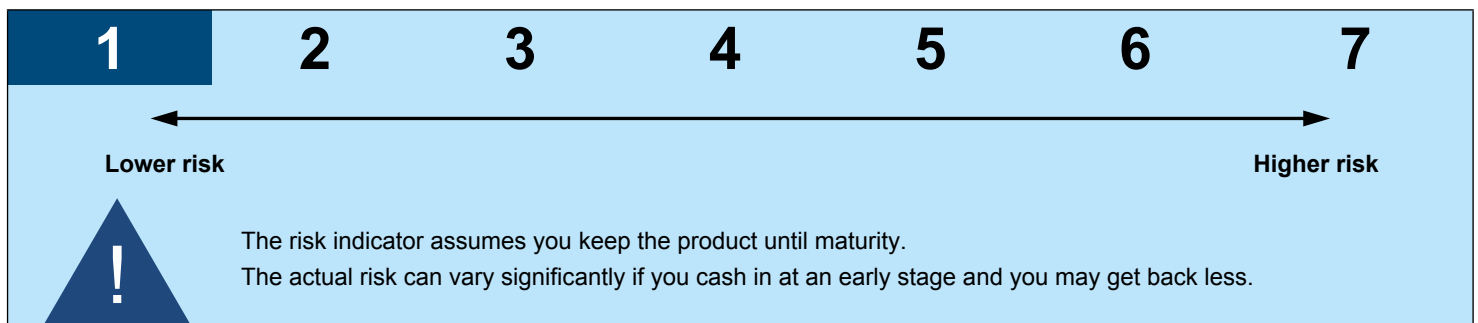 1 2 3 4 5 6 7
Lower risk Higher risk
!
The risk indicator assumes you keep the product until maturity.
The actual risk can vary significantly if you cash in at an early stage and you may get back less.